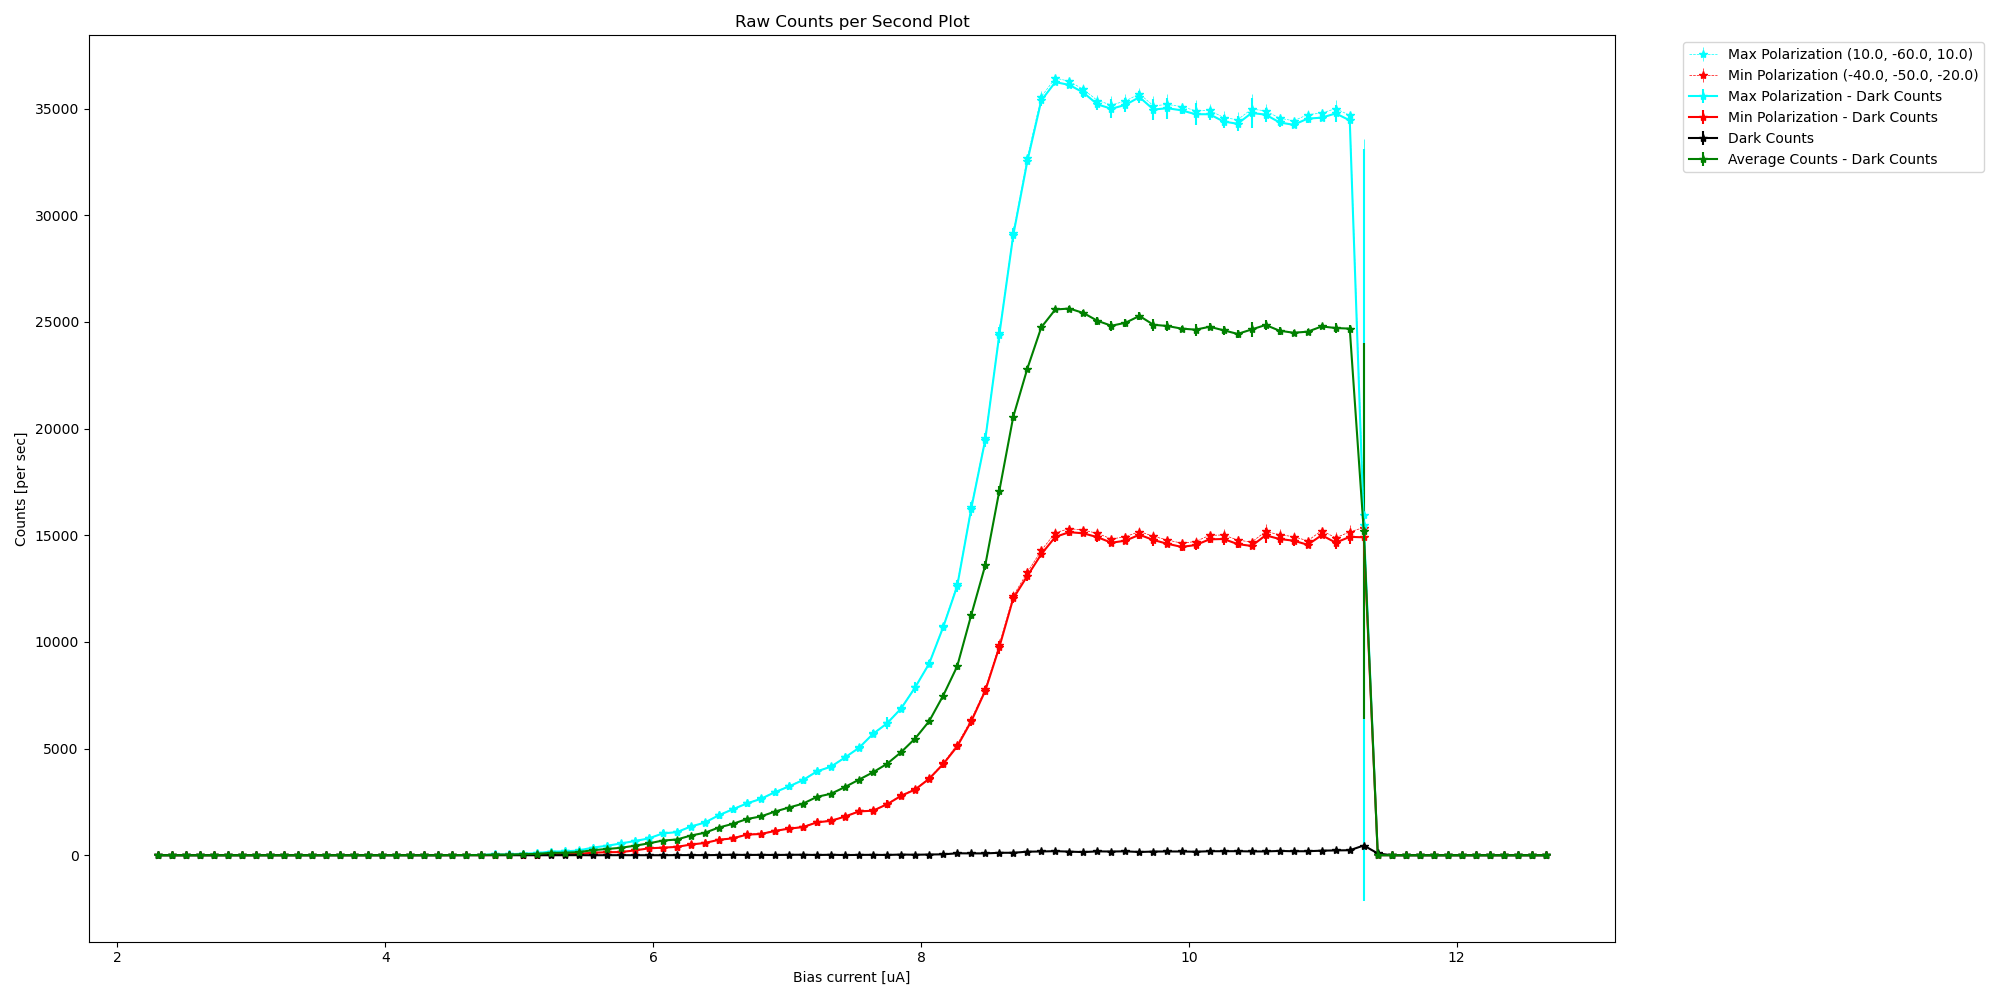 Raw Counts per Second Plot
Max Polarization (10.0, -60.0, 10.0)
Min Polarization (-40.0, -50.0, -20.0)
Max Polarization - Dark Counts
Min Polarization - Dark Counts
Dark Counts
Average Counts - Dark Counts
Counts [per sec]
35000
30000
25000
20000
15000
10000
5000
0
2 4 6 8 10 12
Bias current [uA]